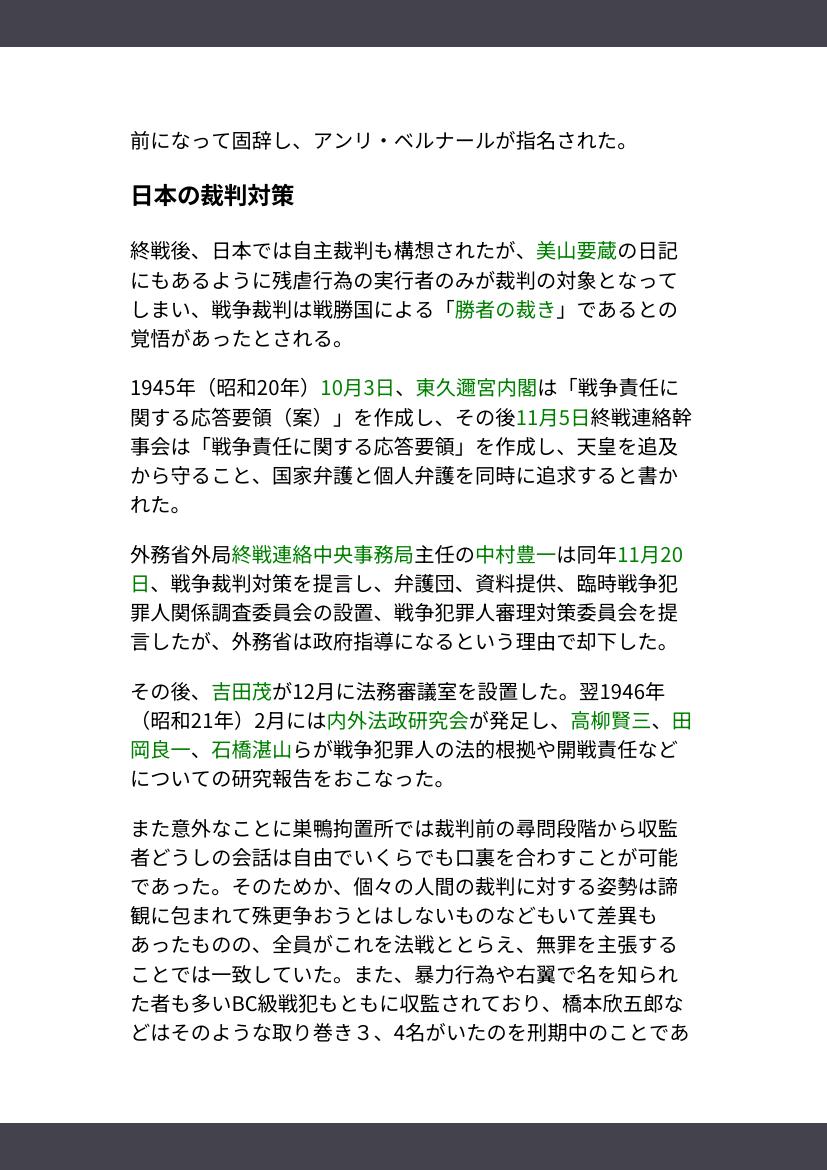 前になって固辞し、アンリ・ベルナールが指名された。
日本の裁判対策
終戦後、日本では自主裁判も構想されたが、美山要蔵の日記
にもあるように残虐行為の実行者のみが裁判の対象となって
しまい、戦争裁判は戦勝国による「勝者の裁き」であるとの
覚悟があったとされる。
1945年（昭和20年）10月3日、東久邇宮内閣は「戦争責任に
関する応答要領（案）」を作成し、その後11月5日終戦連絡幹
事会は「戦争責任に関する応答要領」を作成し、天皇を追及
から守ること、国家弁護と個人弁護を同時に追求すると書か
れた。
外務省外局終戦連絡中央事務局主任の中村豊一は同年11月20
日、戦争裁判対策を提言し、弁護団、資料提供、臨時戦争犯
罪人関係調査委員会の設置、戦争犯罪人審理対策委員会を提
言したが、外務省は政府指導になるという理由で却下した。
その後、吉田茂が12月に法務審議室を設置した。翌1946年
（昭和21年）2月には内外法政研究会が発足し、高柳賢三、田
岡良一、石橋湛山らが戦争犯罪人の法的根拠や開戦責任など
についての研究報告をおこなった。
また意外なことに巣鴨拘置所では裁判前の尋問段階から収監
者どうしの会話は自由でいくらでも口裏を合わすことが可能
であった。そのためか、個々の人間の裁判に対する姿勢は諦
観に包まれて殊更争おうとはしないものなどもいて差異も
あったものの、全員がこれを法戦ととらえ、無罪を主張する
ことでは一致していた。また、暴力行為や右翼で名を知られ
た者も多いBC級戦犯もともに収監されており、橋本欣五郎な
どはそのような取り巻き３、4名がいたのを刑期中のことであ